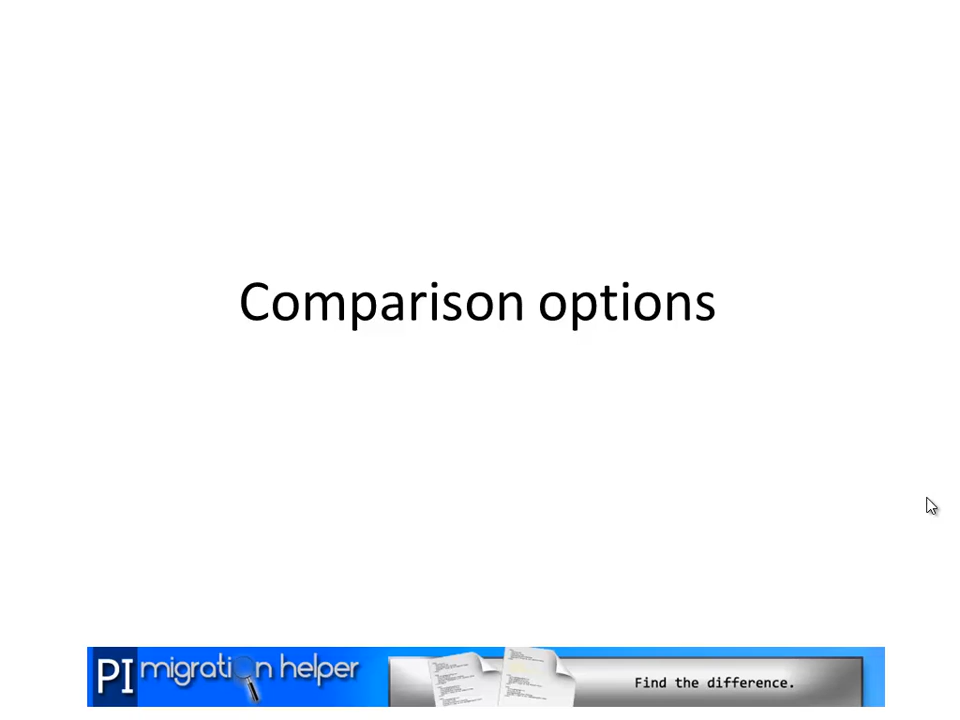 Comparison options
PI migration helper
Find the difference.